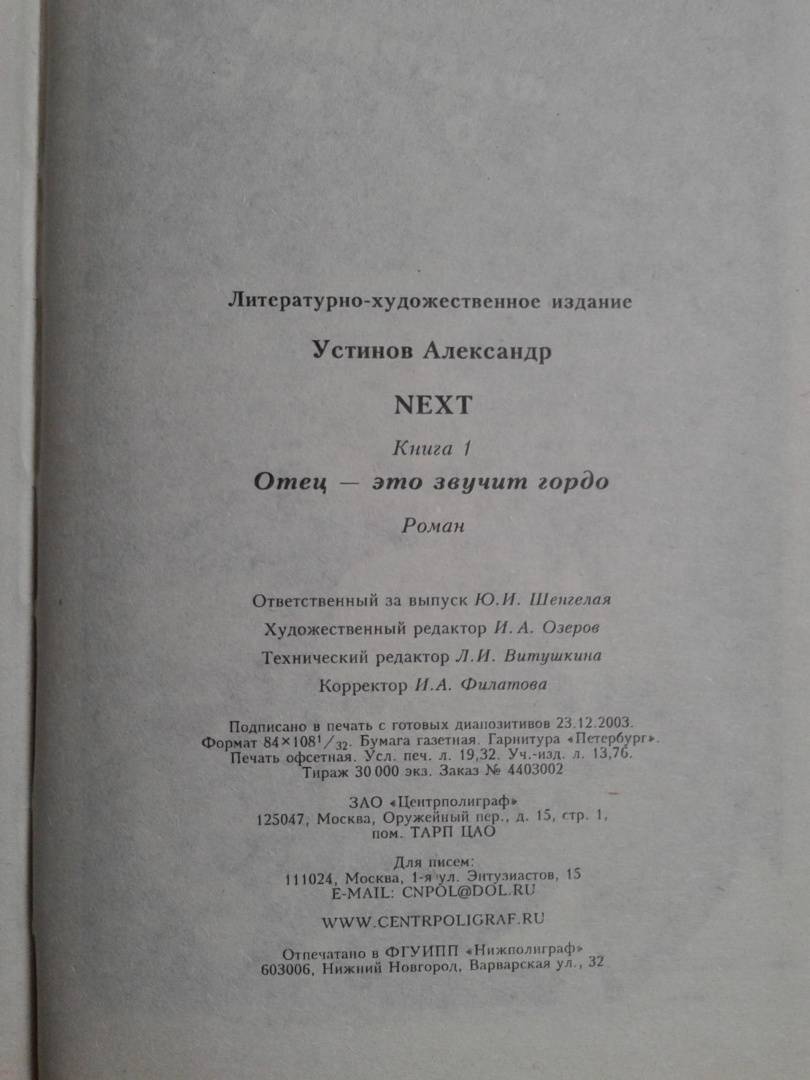 Литературно-художественное издание
Устинов Александр
NEXT
Книга 1
Отец — это звучит гордо
Роман
Ответственный за выпуск Ю.И. Шенгелая
Художественный редактор И.А. Озеров
Технический редактор Л.И. Витушкина
Корректор И.А. Филатова
Подписано в печать с готовых диапозитивов 23.12.2003.
Формат 84×108¹/₃₂. Бумага газетная. Гарнитура «Петербург».
Печать офсетная. Усл. печ. л. 19,32. Уч.-изд. л. 13,76.
Тираж 30 000 экз. Заказ № 4403002
ЗАО «Центрполиграф»
125047, Москва, Оружейный пер., д. 15, стр. 1,
пом. ТАРП ЦАО
Для писем:
111024, Москва, 1-я ул. Энтузиастов, 15
E-MAIL: CNPOL@DOL.RU
WWW.CENTRPOLIGRAF.RU
Отпечатано в ФГУИПП «Нижполиграф»
603006, Нижний Новгород, Варварская ул., 32